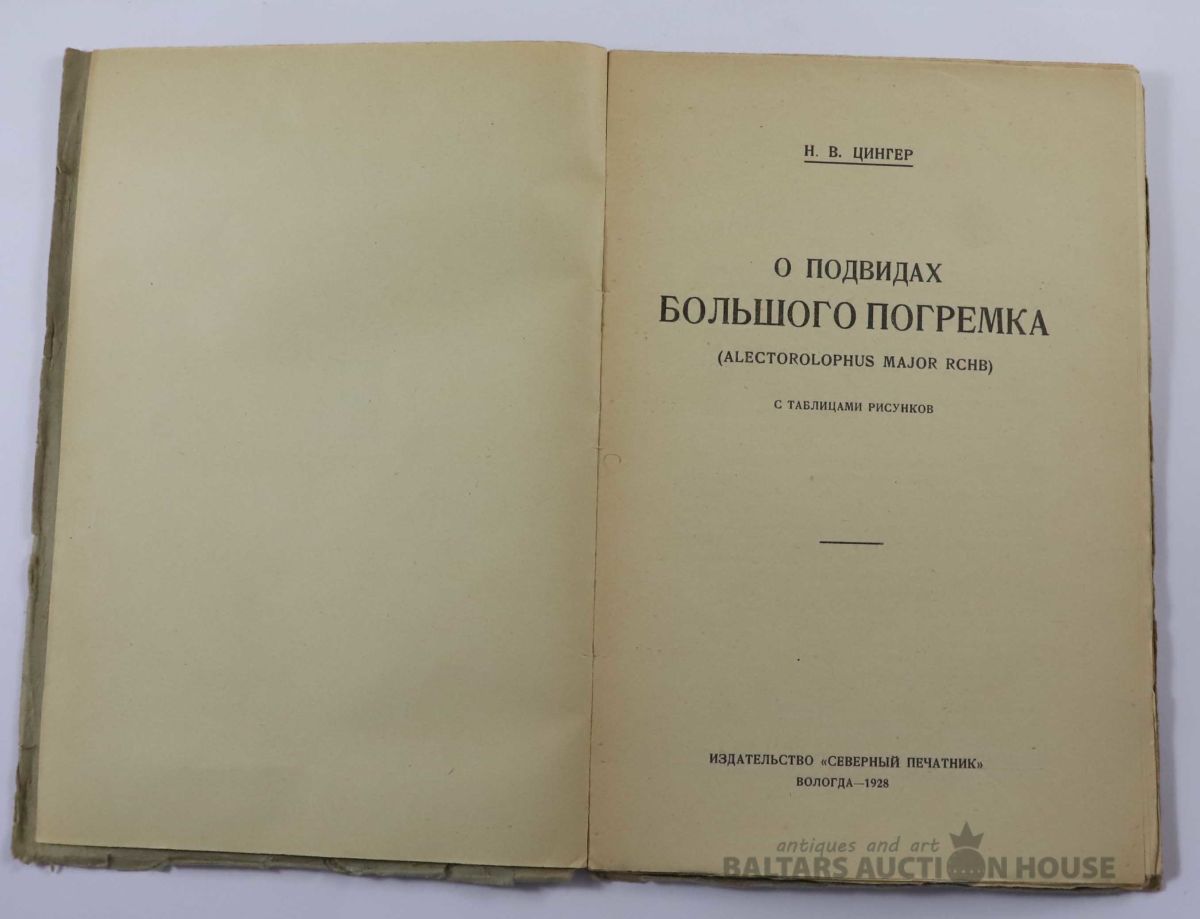 Н. В. ЦИНГЕР
О ПОДВИДАХ
БОЛЬШОГО ПОГРЕМКА
(ALECTOROLOPHUS MAJOR RCHB)
С ТАБЛИЦАМИ РИСУНКОВ
ИЗДАТЕЛЬСТВО «СЕВЕРНЫЙ ПЕЧАТНИК»
ВОЛОГДА—1928
antiques and art
BALTARS AUCTION HOUSE